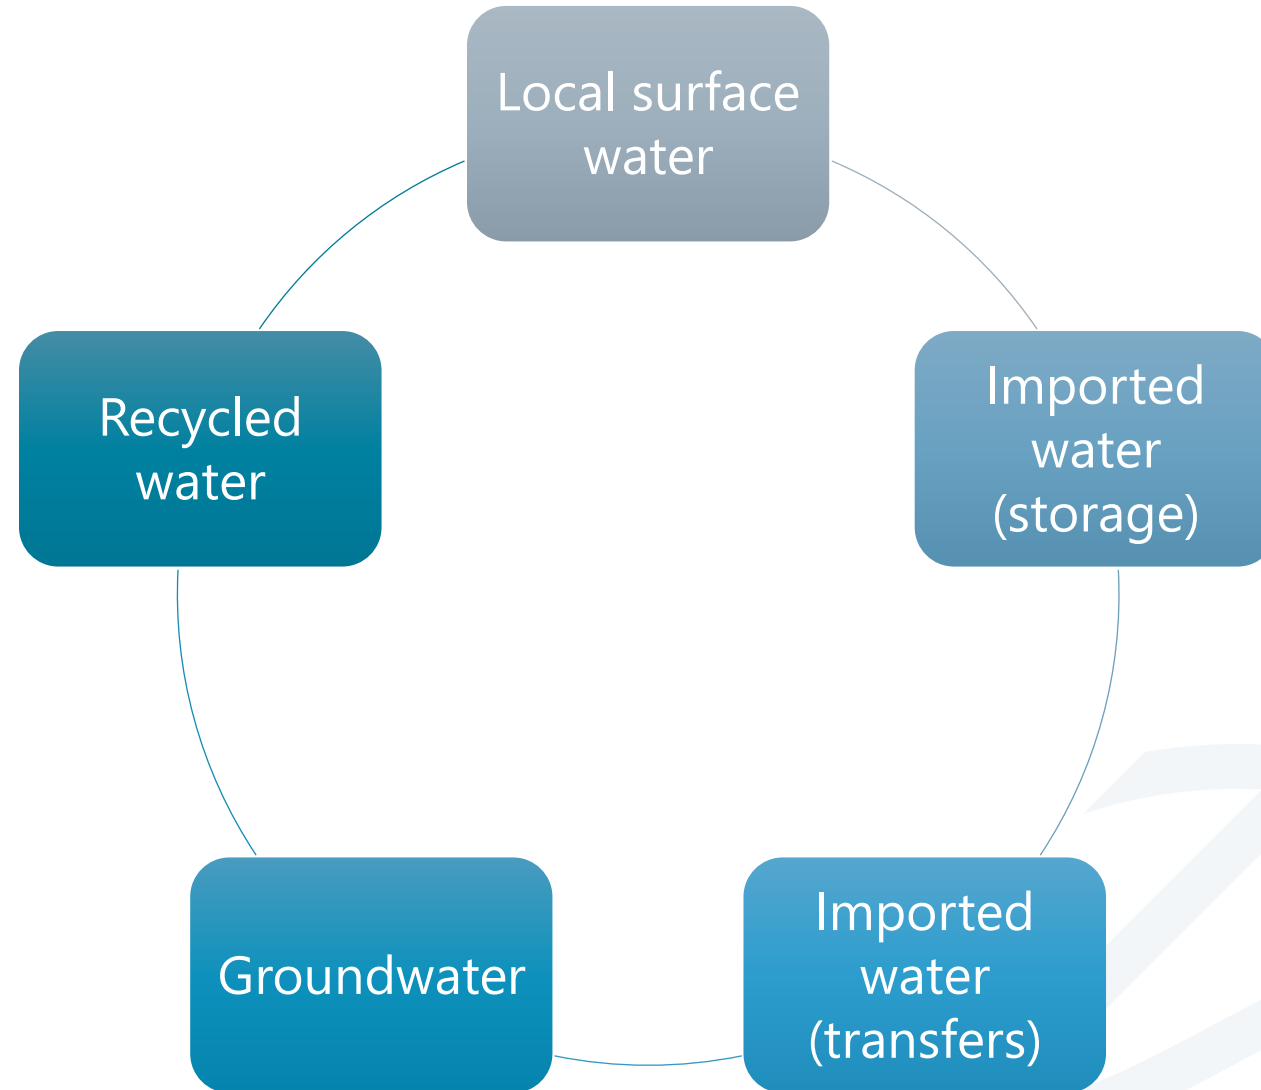 Local surface
water
Imported
water
(storage)
Imported
water
(transfers)
Groundwater
Recycled
water